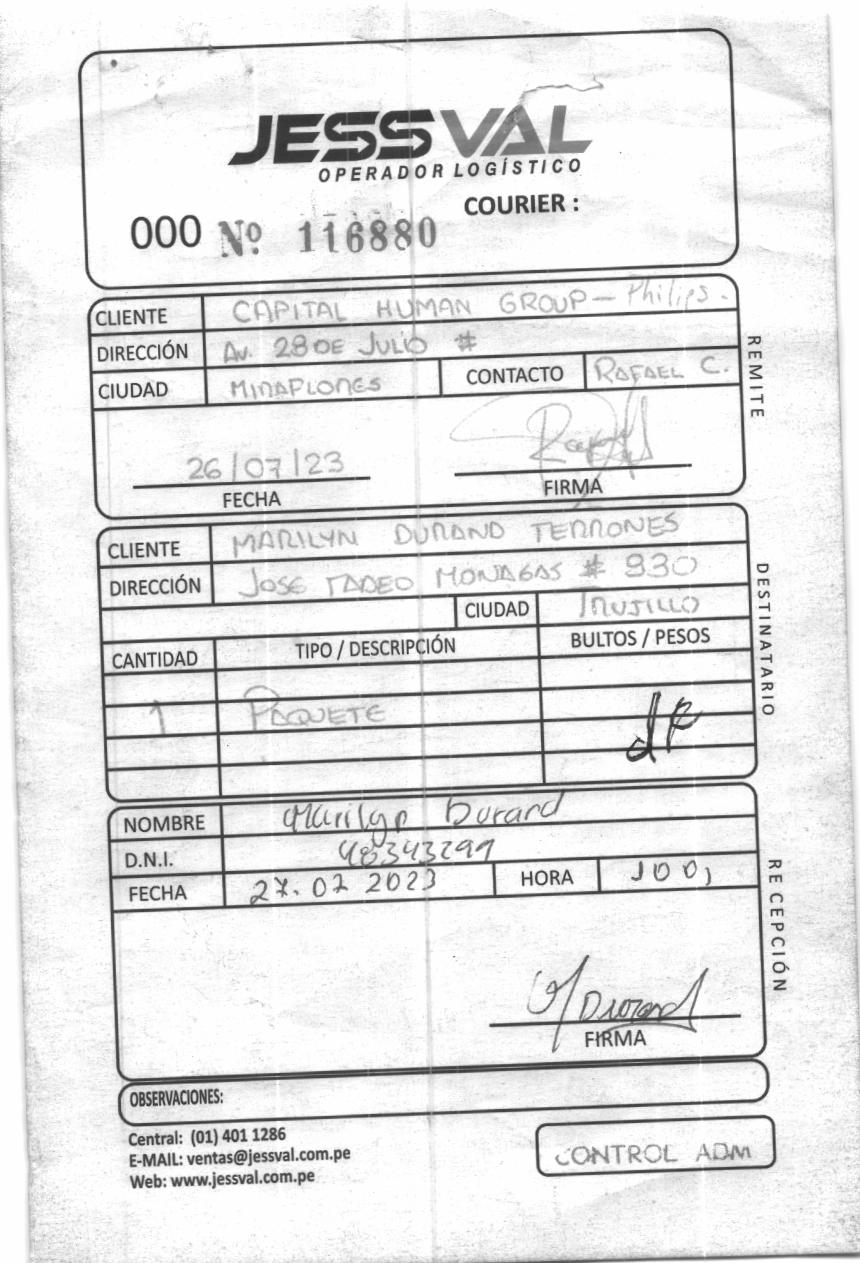 JESSVAL
OPERADOR LOGÍSTICO
COURIER :
000 Nº 116880
CLIENTE CAPITAL HUMAN GROUP - Philips.
DIRECCIÓN Av. 28 DE JULIO #
CIUDAD MIRAFLORES CONTACTO RAFAEL C.
REMITE
26/07/23
FECHA FIRMA
CLIENTE MARILYN DURAND TERRONES
DIRECCIÓN JOSE TADEO MONAGAS # 930
CIUDAD TRUJILLO
CANTIDAD TIPO / DESCRIPCIÓN BULTOS / PESOS
1 PAQUETE
DESTINATARIO
NOMBRE Marilyn Durand
D.N.I. 48343299
FECHA 27.07 2023 HORA 100,
RECEPCIÓN
Durand
FIRMA
OBSERVACIONES:
Central: (01) 401 1286
E-MAIL: ventas@jessval.com.pe
Web: www.jessval.com.pe
CONTROL ADM